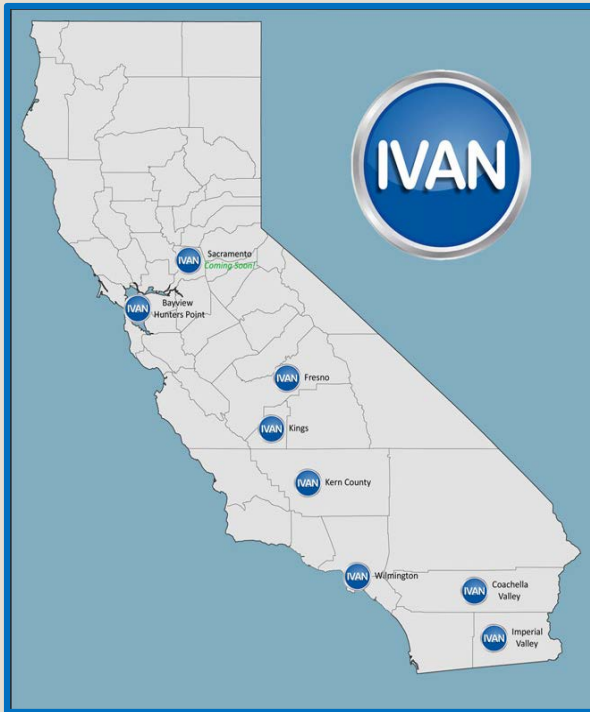 IVAN
IVAN
Sacramento
Coming Soon!
IVAN
Bayview
Hunters Point
IVAN
Fresno
IVAN
Kings
IVAN
Kern County
IVAN
Wilmington
IVAN
Coachella
Valley
IVAN
Imperial
Valley